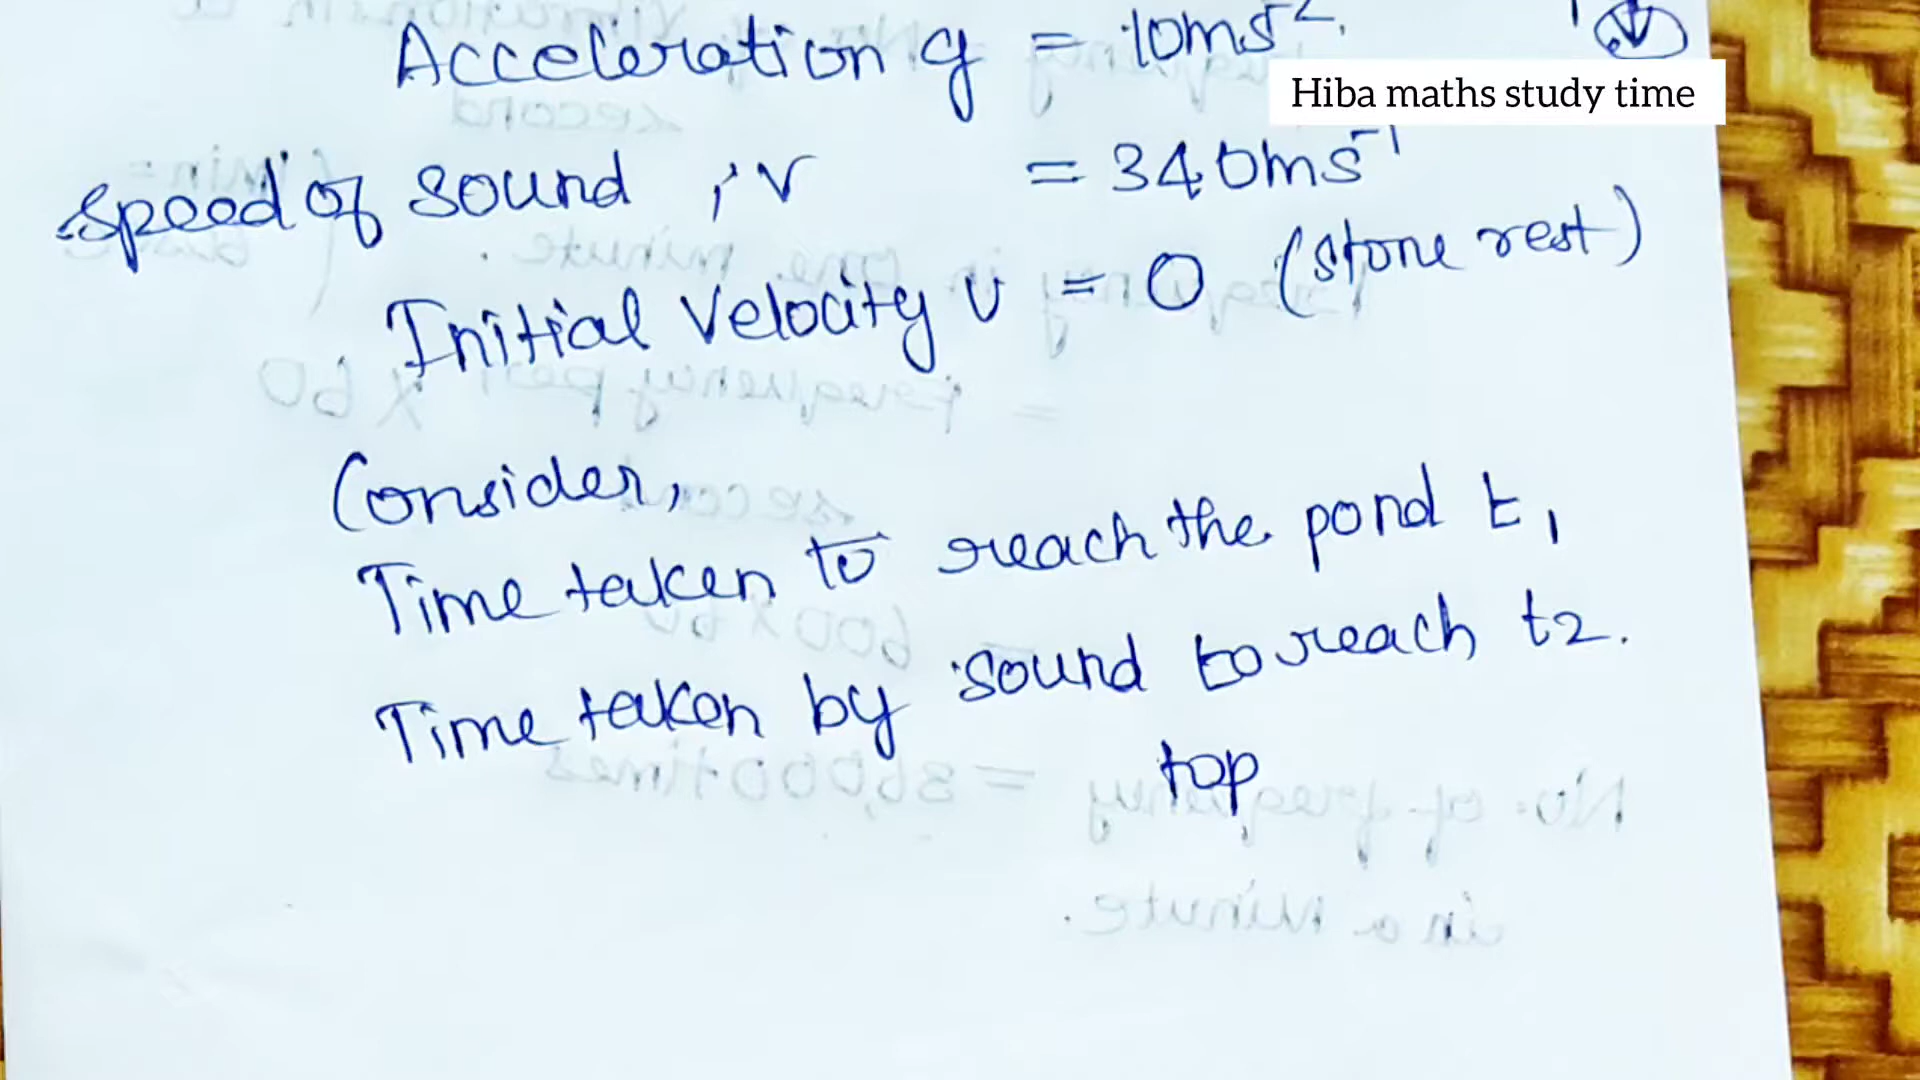 Acceleration g = 10ms⁻².
Hiba maths study time
speed of sound , v = 340ms⁻¹
Initial velocity u = 0 (stone rest)
Consider,
Time taken to reach the pond t₁
Time taken by sound to reach t2.
top